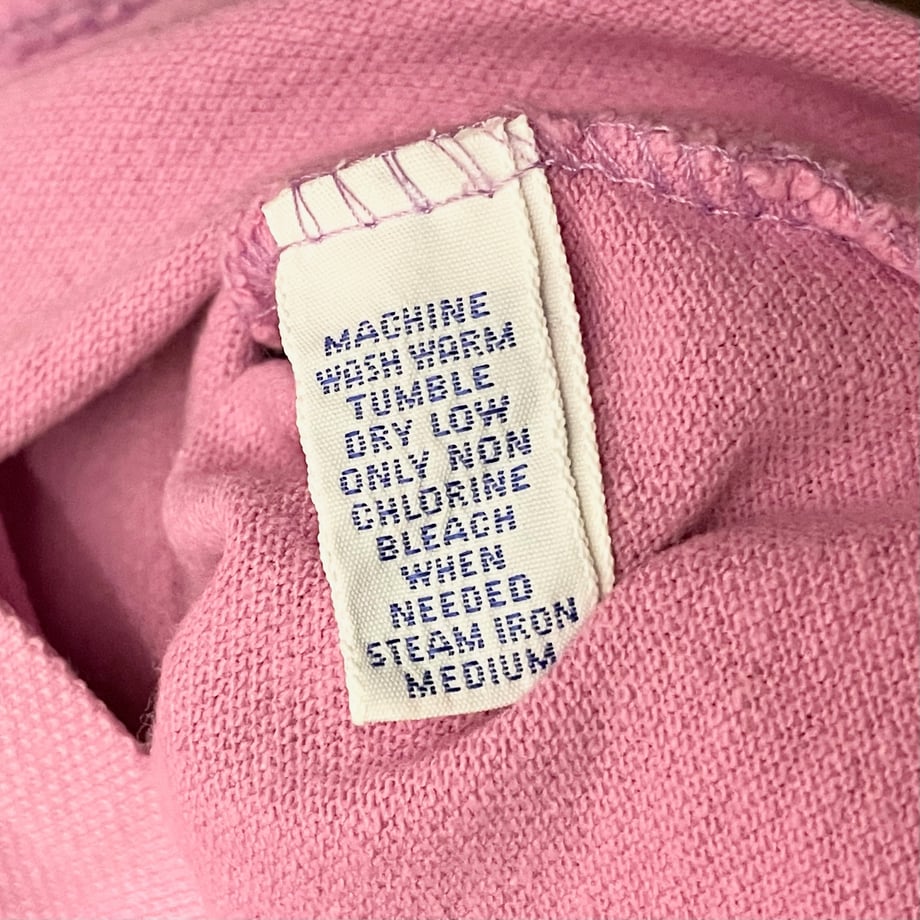 MACHINE
WASH WARM
TUMBLE
DRY LOW
ONLY NON
CHLORINE
BLEACH
WHEN
NEEDED
STEAM IRON
MEDIUM